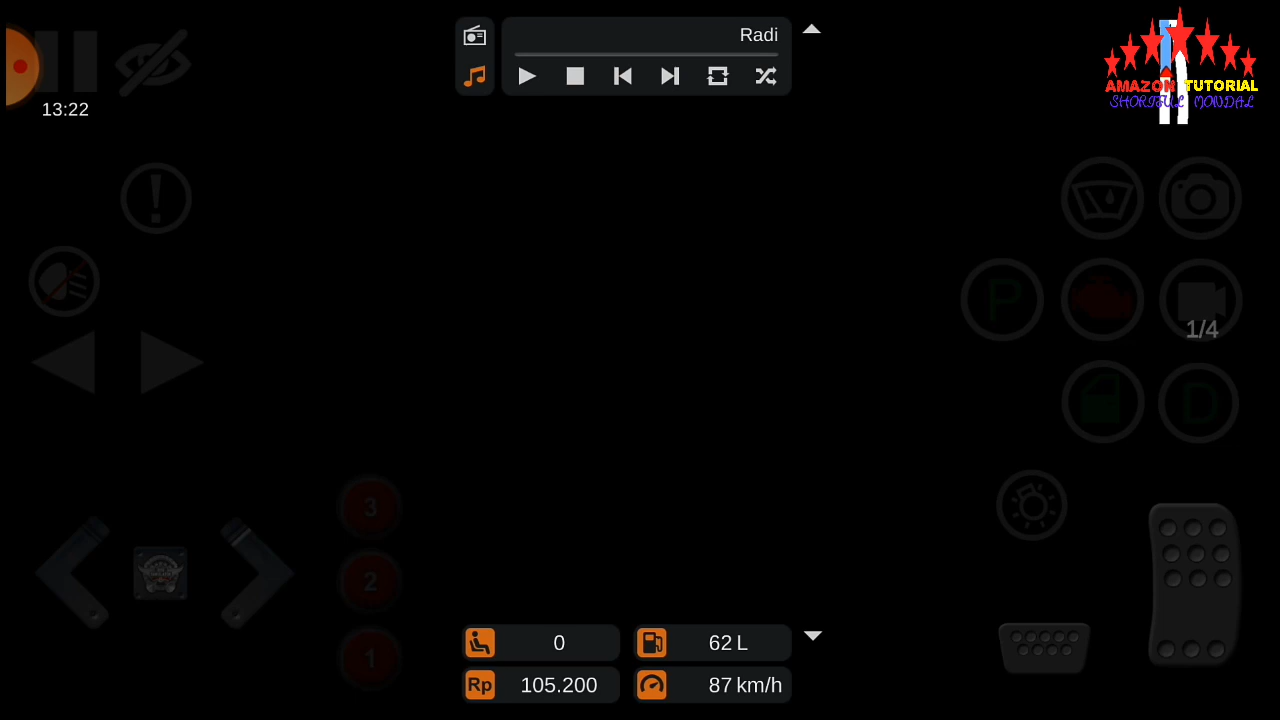 Radi
13:22
AMAZON TUTORIAL
SHORIFUL MONDAL
P
1/4
D
3
2
1
0
62 L
Rp 105.200
87 km/h